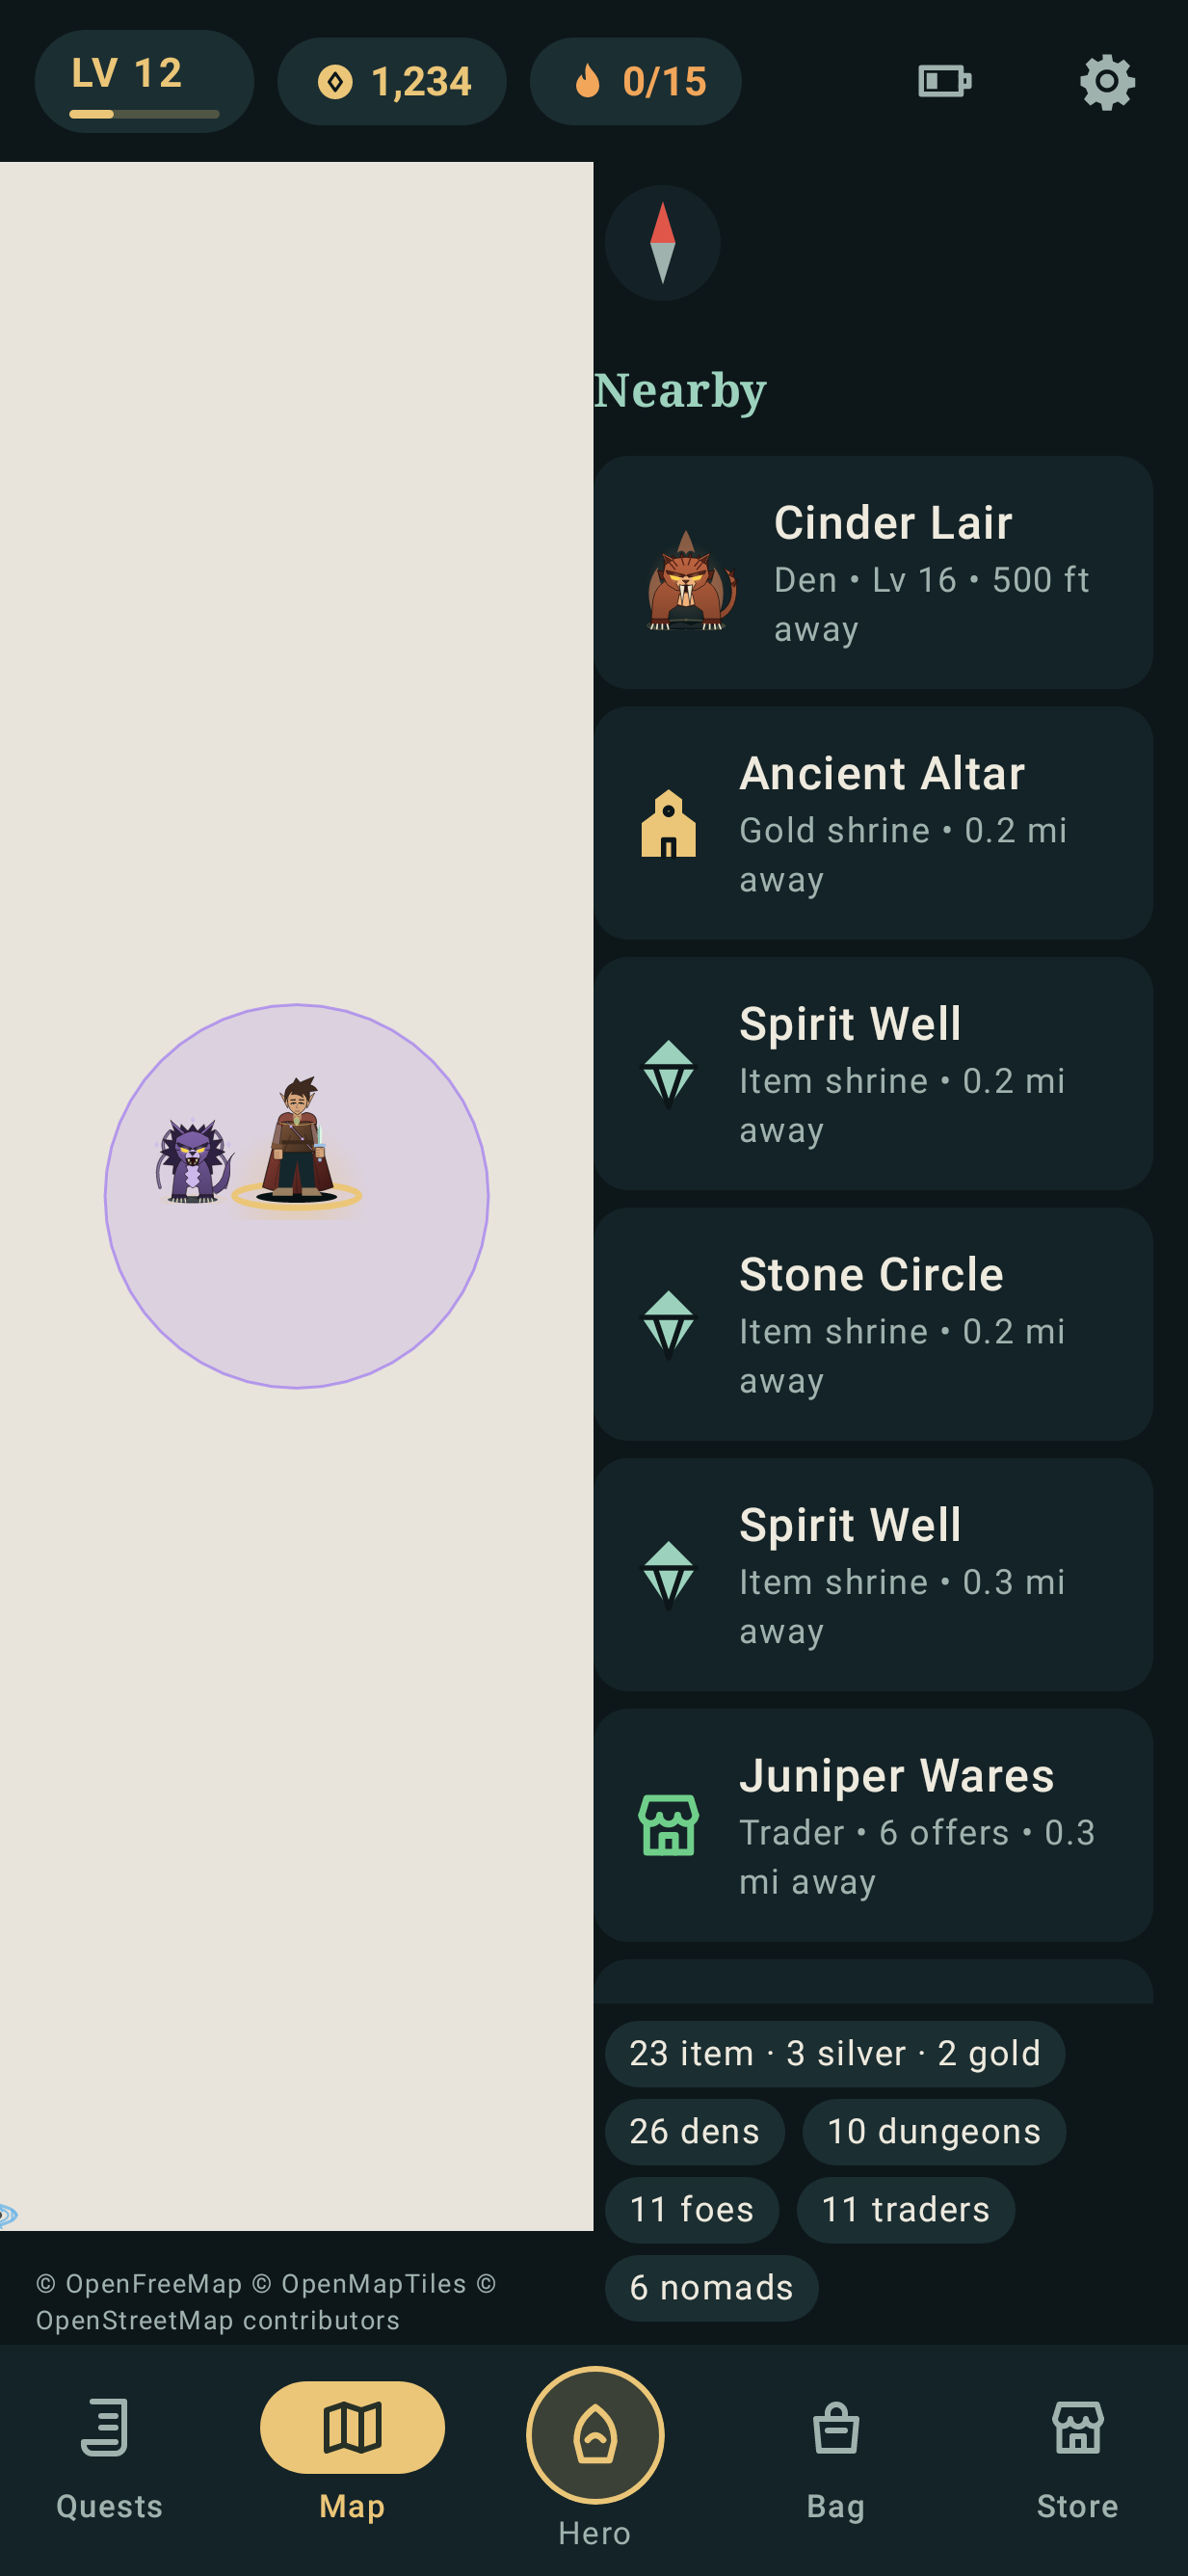 LV 12
1,234
0/15
Nearby
Cinder Lair
Den • Lv 16 • 500 ft
away
Ancient Altar
Gold shrine • 0.2 mi
away
Spirit Well
Item shrine • 0.2 mi
away
Stone Circle
Item shrine • 0.2 mi
away
Spirit Well
Item shrine • 0.3 mi
away
Juniper Wares
Trader • 6 offers • 0.3
mi away
23 item · 3 silver · 2 gold
26 dens
10 dungeons
11 foes
11 traders
6 nomads
© OpenFreeMap © OpenMapTiles ©
OpenStreetMap contributors
Quests
Map
Hero
Bag
Store